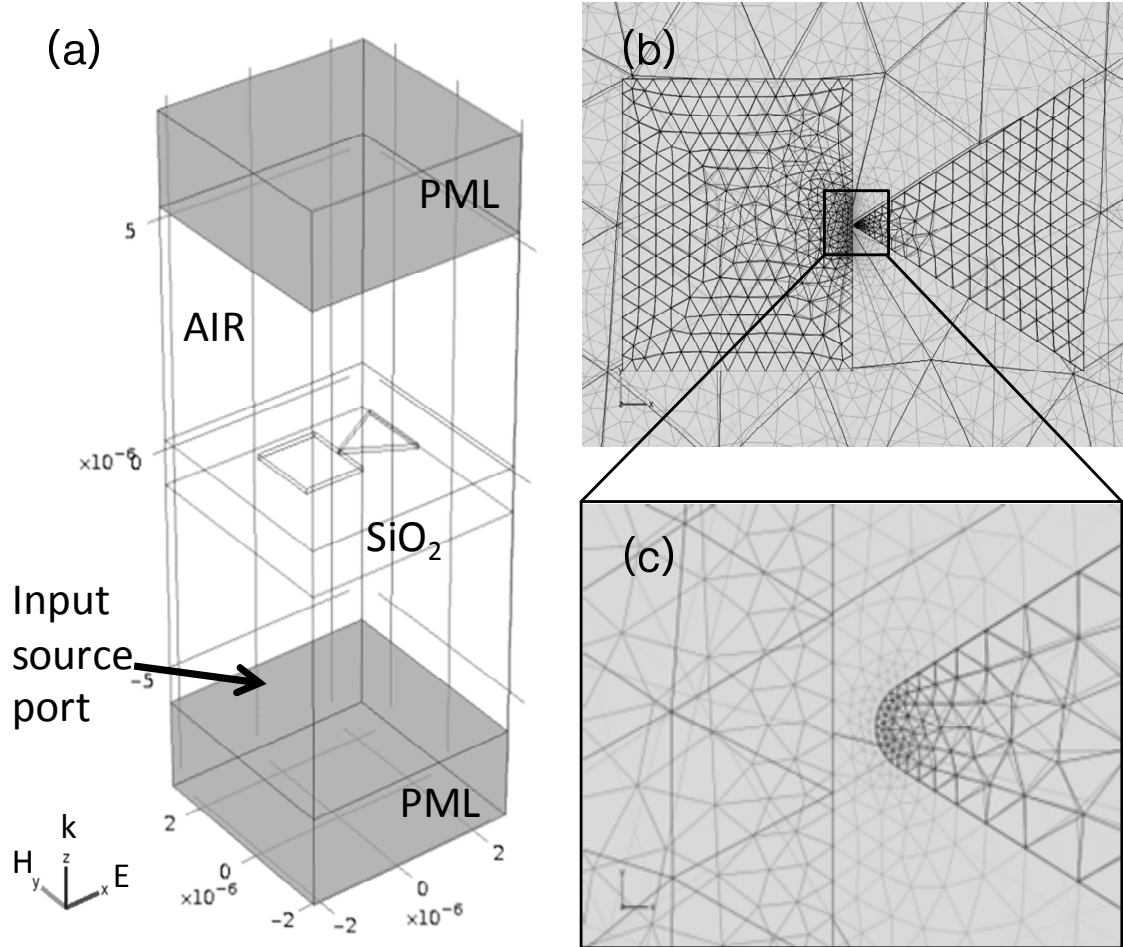 (a)
PML
5
AIR
×10⁻⁶ 0
SiO₂
Input
source
port
-5
PML
2
0
×10⁻⁶
-2
-2
0
×10⁻⁶
2
k
z
H
y
x
E
(b)
y
z
x
(c)
y
x